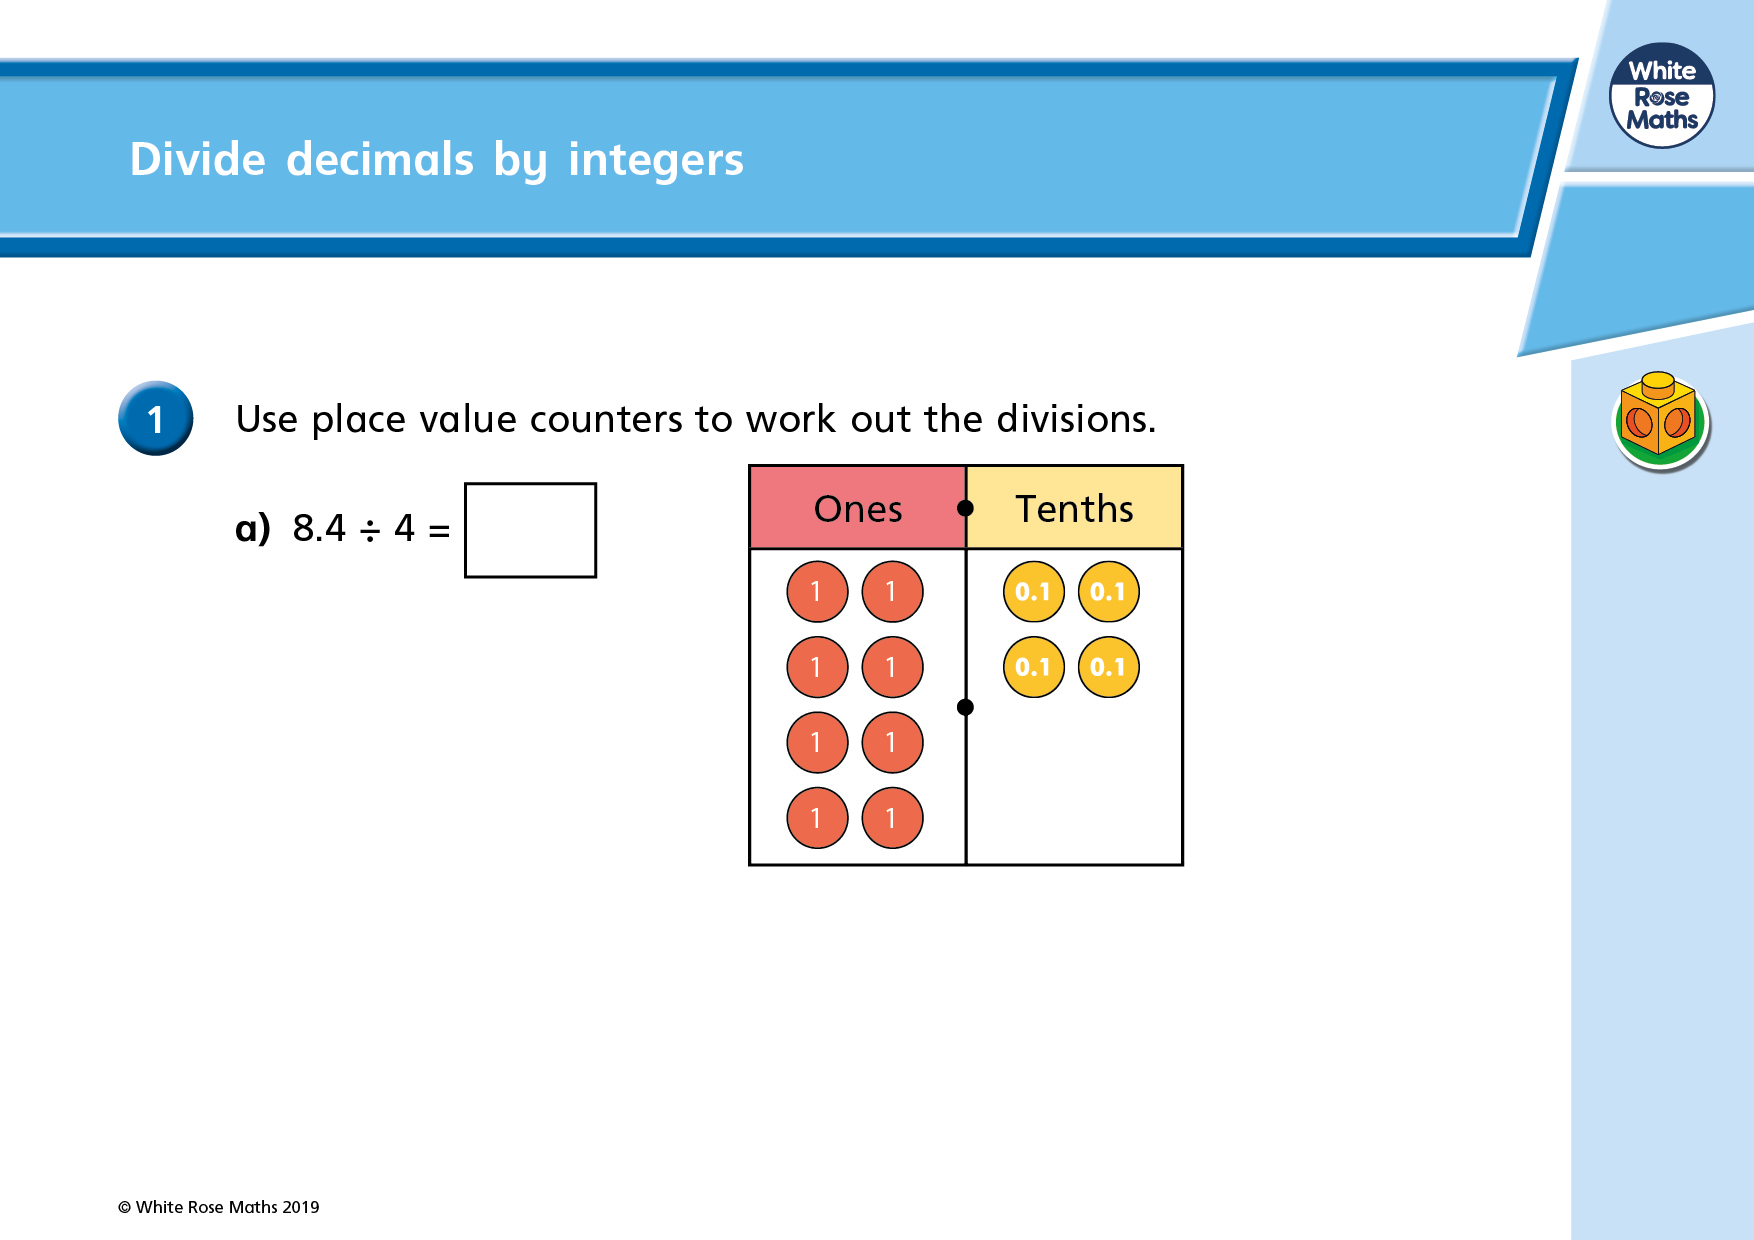 White
Rose
Maths
Divide decimals by integers
1 Use place value counters to work out the divisions.
a) 8.4 ÷ 4 =
Ones Tenths
1 1 0.1 0.1
1 1 0.1 0.1
1 1
1 1
© White Rose Maths 2019